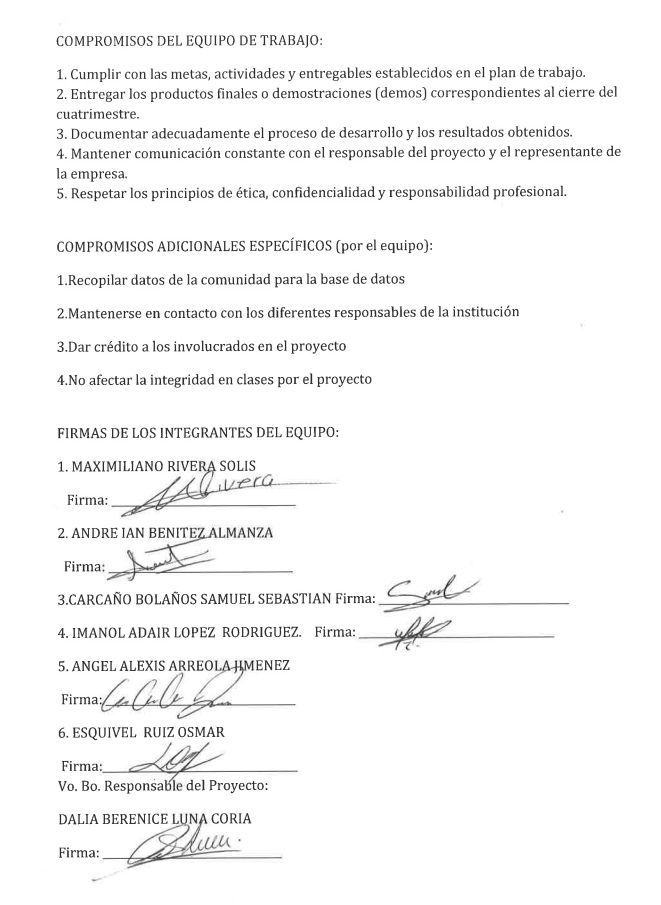 COMPROMISOS DEL EQUIPO DE TRABAJO:
1. Cumplir con las metas, actividades y entregables establecidos en el plan de trabajo.
2. Entregar los productos finales o demostraciones (demos) correspondientes al cierre del
cuatrimestre.
3. Documentar adecuadamente el proceso de desarrollo y los resultados obtenidos.
4. Mantener comunicación constante con el responsable del proyecto y el representante de
la empresa.
5. Respetar los principios de ética, confidencialidad y responsabilidad profesional.
COMPROMISOS ADICIONALES ESPECÍFICOS (por el equipo):
1.Recopilar datos de la comunidad para la base de datos
2.Mantenerse en contacto con los diferentes responsables de la institución
3.Dar crédito a los involucrados en el proyecto
4.No afectar la integridad en clases por el proyecto
FIRMAS DE LOS INTEGRANTES DEL EQUIPO:
1. MAXIMILIANO RIVERA SOLIS
Firma:
2. ANDRE IAN BENITEZ ALMANZA
Firma:
3.CARCAÑO BOLAÑOS SAMUEL SEBASTIAN Firma:
4. IMANOL ADAIR LOPEZ RODRIGUEZ. Firma:
5. ANGEL ALEXIS ARREOLA JIMENEZ
Firma:
6. ESQUIVEL RUIZ OSMAR
Firma:
Vo. Bo. Responsable del Proyecto:
DALIA BERENICE LUNA CORIA
Firma: